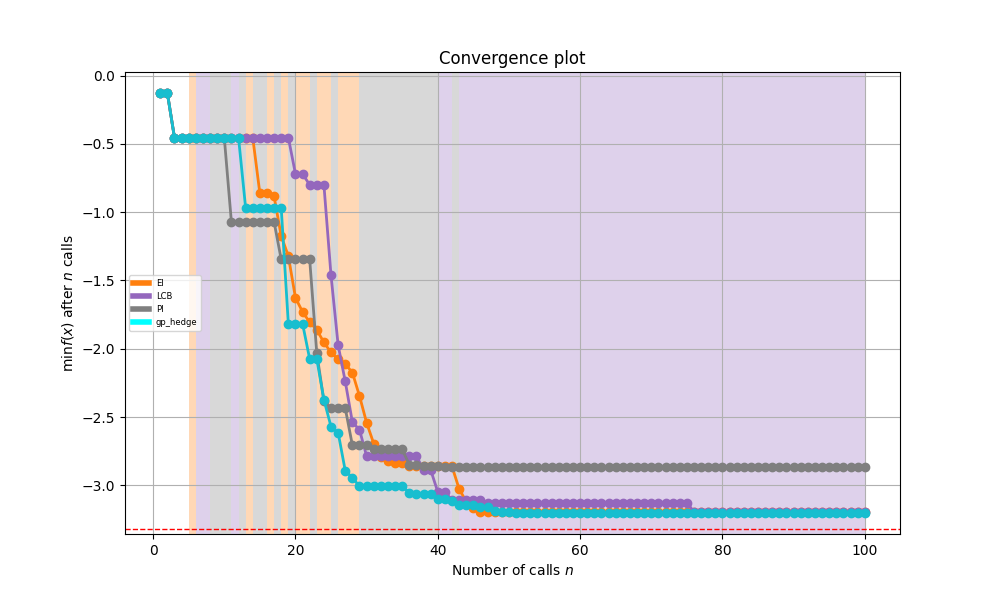 Convergence plot
min f(x) after n calls
0.0
−0.5
−1.0
−1.5
−2.0
−2.5
−3.0
EI
LCB
PI
gp_hedge
0
20
40
60
80
100
Number of calls n